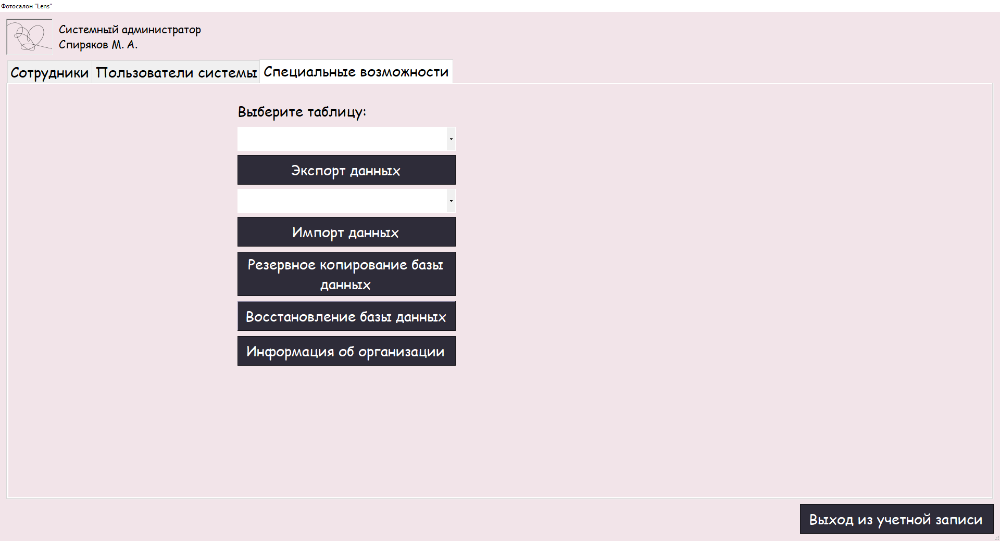 Фотосалон "Lens"
Системный администратор
Спиряков М. А.
Сотрудники Пользователи системы Специальные возможности
Выберите таблицу:
Экспорт данных
Импорт данных
Резервное копирование базы
данных
Восстановление базы данных
Информация об организации
Выход из учетной записи